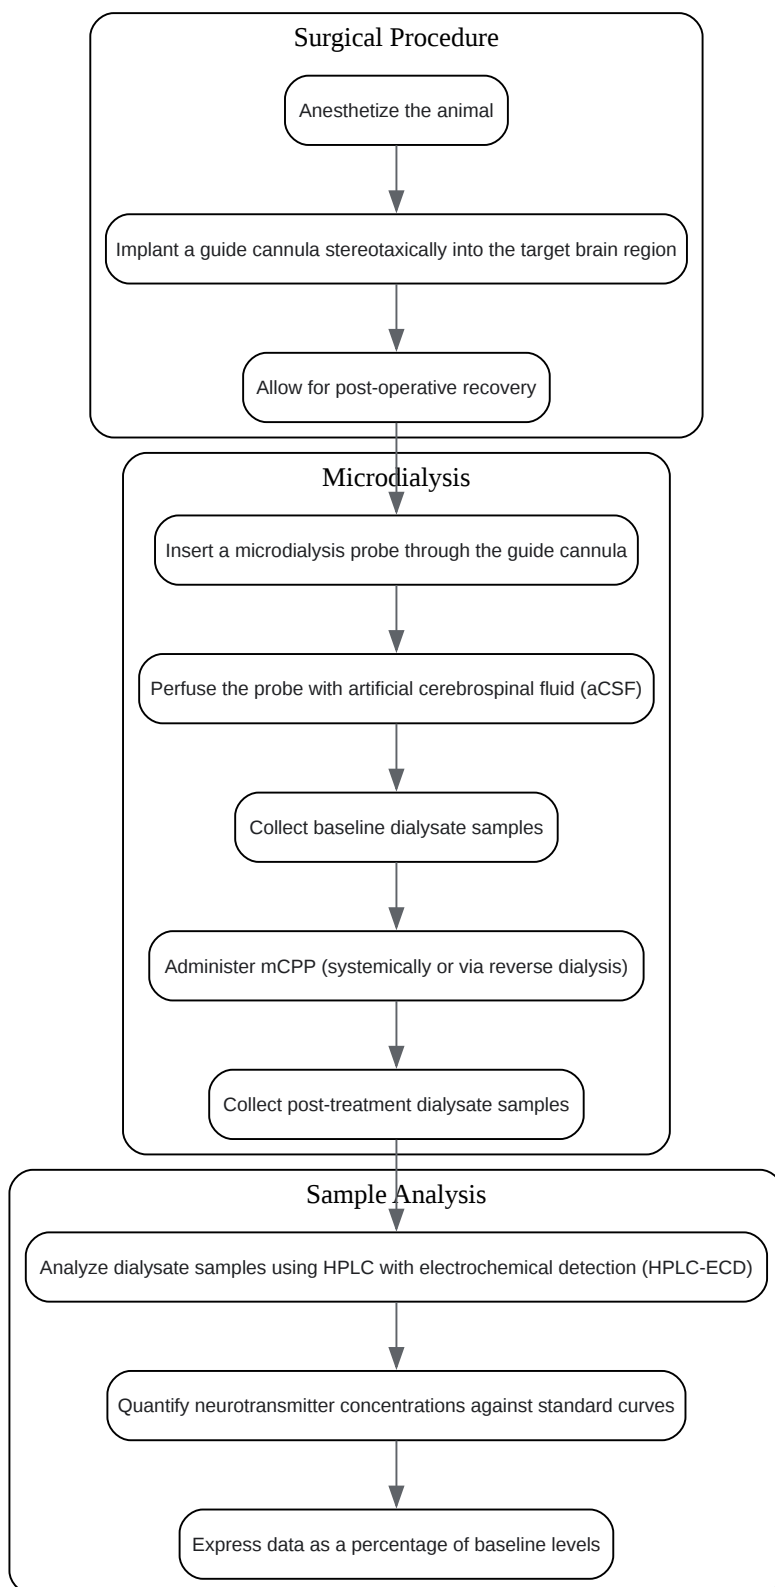 Surgical Procedure
Anesthetize the animal
Implant a guide cannula stereotaxically into the target brain region
Allow for post-operative recovery
Microdialysis
Insert a microdialysis probe through the guide cannula
Perfuse the probe with artificial cerebrospinal fluid (aCSF)
Collect baseline dialysate samples
Administer mCPP (systemically or via reverse dialysis)
Collect post-treatment dialysate samples
Sample Analysis
Analyze dialysate samples using HPLC with electrochemical detection (HPLC-ECD)
Quantify neurotransmitter concentrations against standard curves
Express data as a percentage of baseline levels